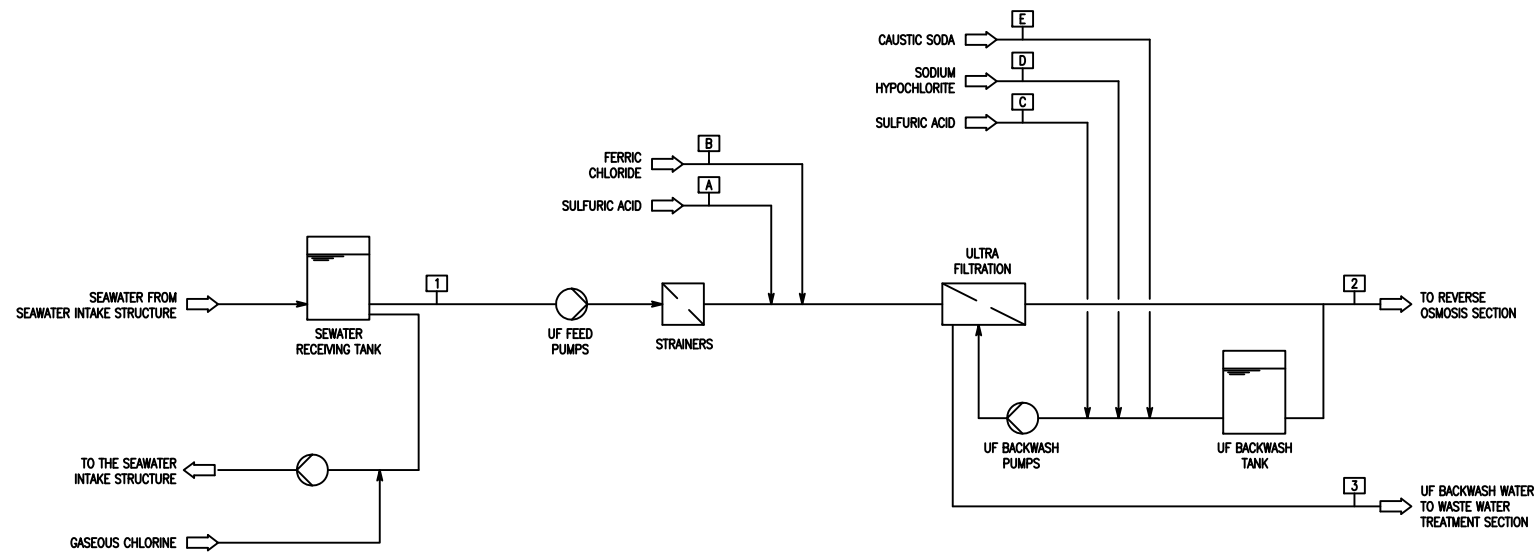 E
CAUSTIC SODA
D
SODIUM
HYPOCHLORITE
C
SULFURIC ACID
B
FERRIC
CHLORIDE
A
SULFURIC ACID
ULTRA
FILTRATION
1
2
SEAWATER FROM
SEAWATER INTAKE STRUCTURE
TO REVERSE
OSMOSIS SECTION
SEWATER
RECEIVING TANK
UF FEED
PUMPS
STRAINERS
UF BACKWASH
PUMPS
UF BACKWASH
TANK
TO THE SEAWATER
INTAKE STRUCTURE
3
UF BACKWASH WATER
TO WASTE WATER
TREATMENT SECTION
GASEOUS CHLORINE